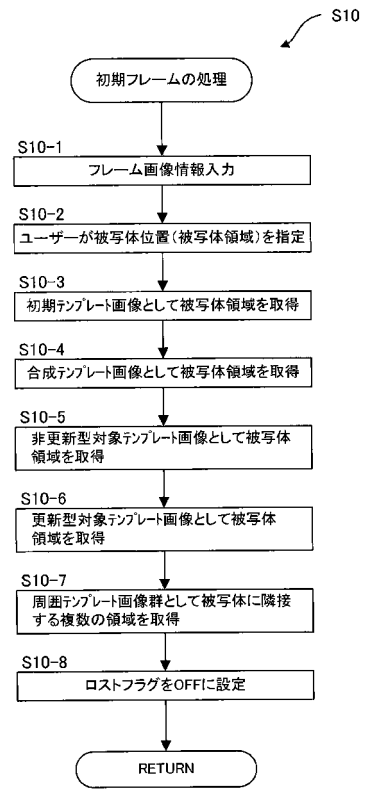 S10
初期フレームの処理
S10-1
フレーム画像情報入力
S10-2
ユーザーが被写体位置(被写体領域)を指定
S10-3
初期テンプレート画像として被写体領域を取得
S10-4
合成テンプレート画像として被写体領域を取得
S10-5
非更新型対象テンプレート画像として被写体
領域を取得
S10-6
更新型対象テンプレート画像として被写体
領域を取得
S10-7
周囲テンプレート画像群として被写体に隣接
する複数の領域を取得
S10-8
ロストフラグをOFFに設定
RETURN